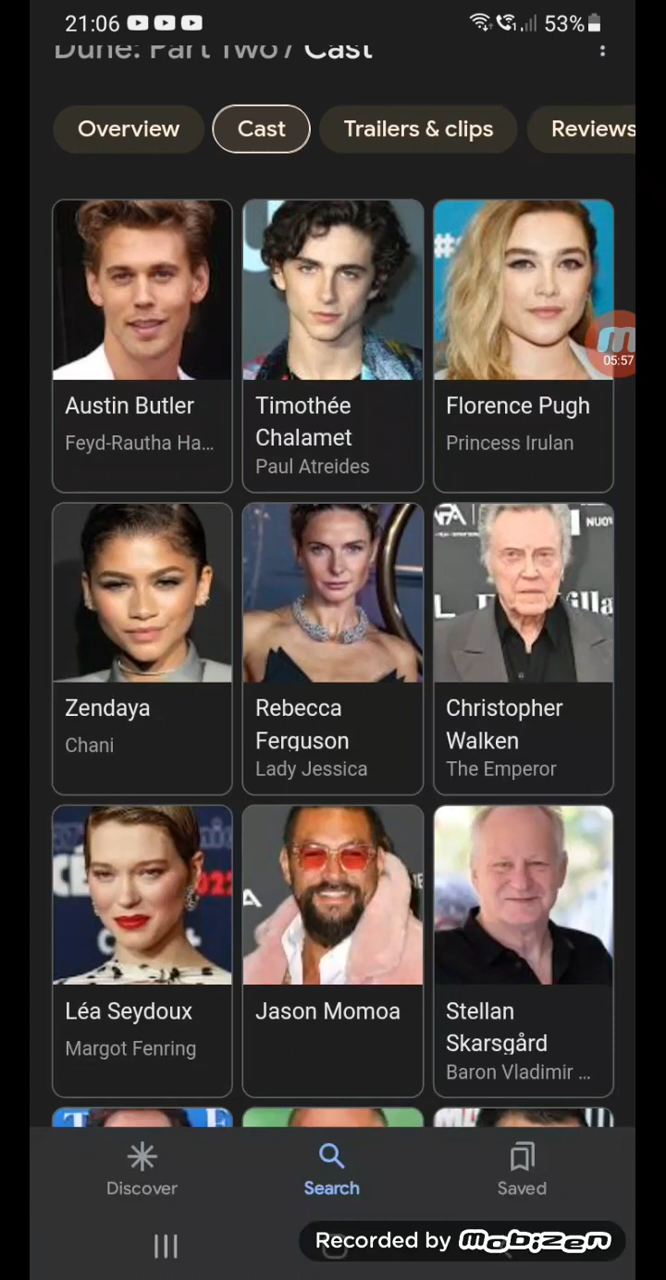 21:06 53%
Dune: Part Two / Cast
Overview Cast Trailers & clips Reviews
#
m
05:57
Austin Butler
Feyd-Rautha Ha...
Timothée
Chalamet
Paul Atreides
Florence Pugh
Princess Irulan
NUOV
Zendaya
Chani
Rebecca
Ferguson
Lady Jessica
Christopher
Walken
The Emperor
Léa Seydoux
Margot Fenring
Jason Momoa
Stellan
Skarsgård
Baron Vladimir ...
Discover Search Saved
Recorded by mobizen